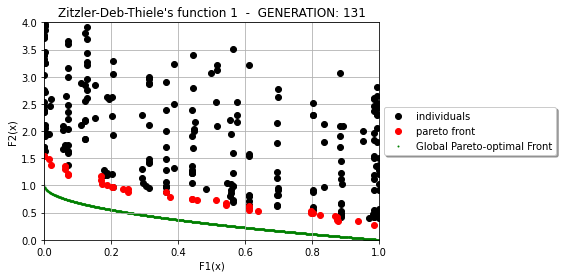 Zitzler-Deb-Thiele's function 1 - GENERATION: 131
4.0
3.5
3.0
2.5
2.0
1.5
1.0
0.5
0.0
F2(x)
0.0 0.2 0.4 0.6 0.8 1.0
F1(x)
individuals
pareto front
Global Pareto-optimal Front